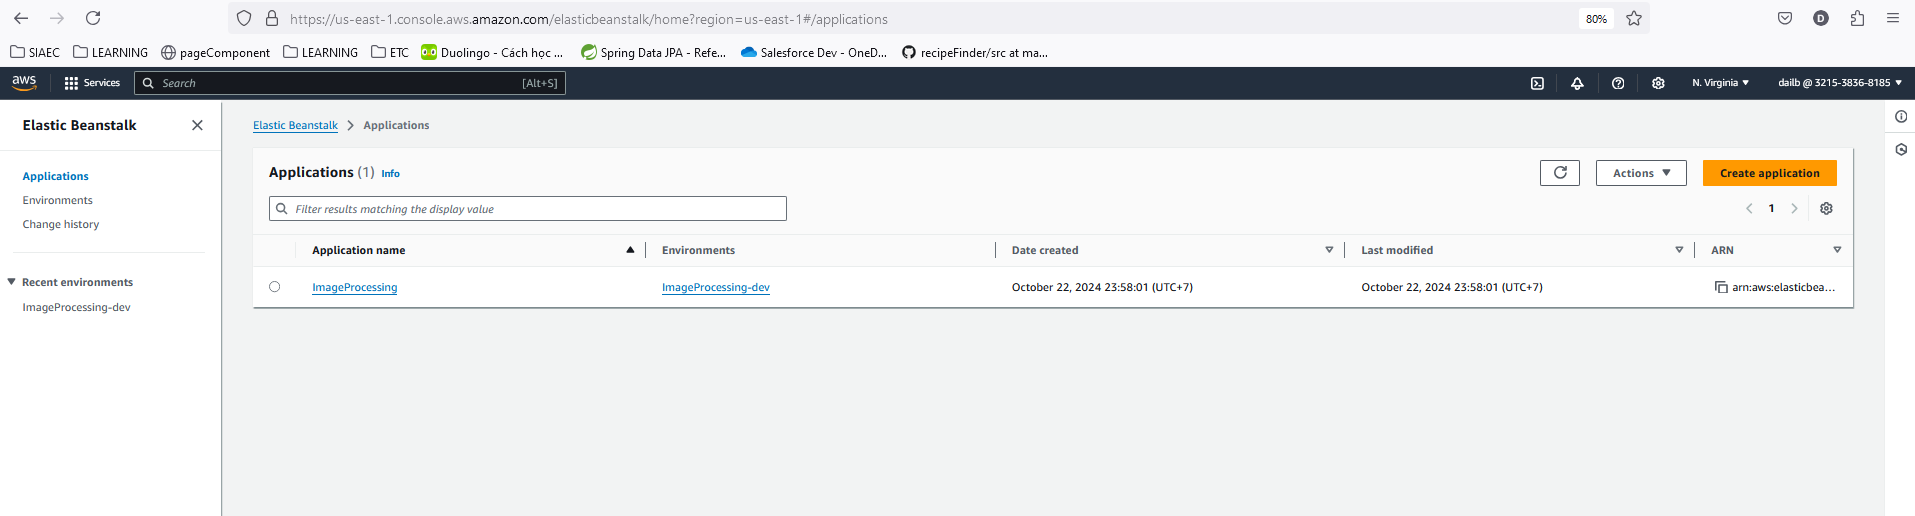 https://us-east-1.console.aws.amazon.com/elasticbeanstalk/home?region=us-east-1#/applications 80% D
SIAEC LEARNING pageComponent LEARNING ETC Duolingo - Cách học ... Spring Data JPA - Refe... Salesforce Dev - OneD... recipeFinder/src at ma...
aws Services Search [Alt+S] N. Virginia ▼ dailb @ 3215-3836-8185 ▼
Elastic Beanstalk
Elastic Beanstalk > Applications
Applications (1) Info
Actions ▼ Create application
Applications
Environments
Change history
Filter results matching the display value
< 1 >
Application name Environments Date created Last modified ARN
Recent environments
ImageProcessing ImageProcessing-dev October 22, 2024 23:58:01 (UTC+7) October 22, 2024 23:58:01 (UTC+7) arn:aws:elasticbea...
ImageProcessing-dev